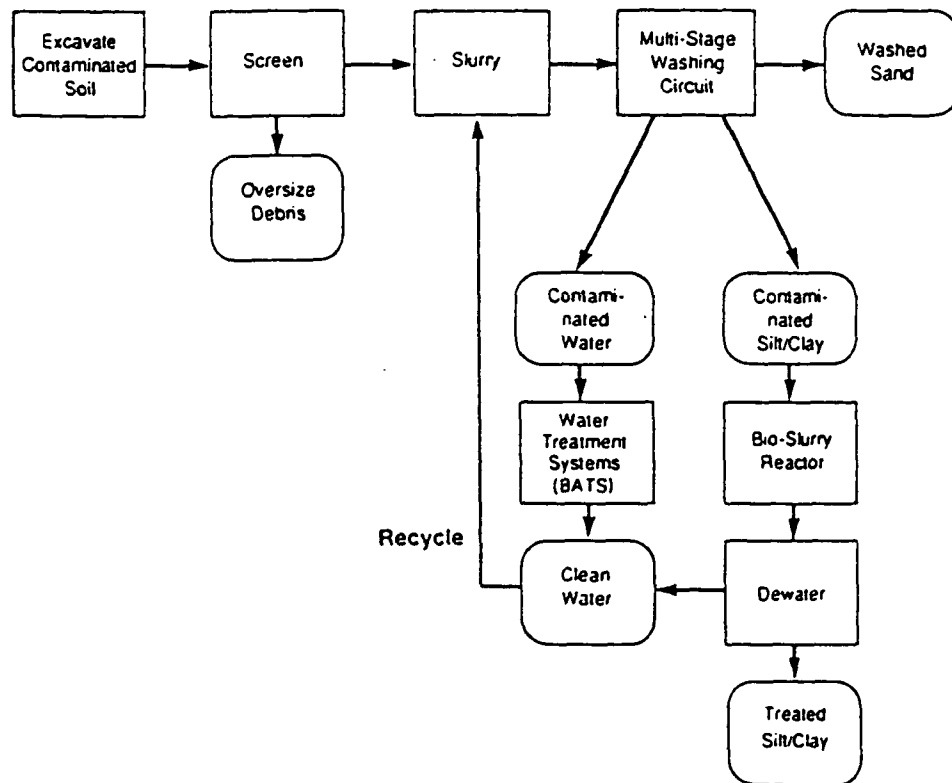 Excavate
Contaminated
Soil
Screen
Slurry
Multi-Stage
Washing
Circuit
Washed
Sand
Oversize
Debris
Contami-
nated
Water
Contami-
nated
Silt/Clay
Water
Treatment
Systems
(BATS)
Bio-Slurry
Reactor
Recycle
Clean
Water
Dewater
Treated
Silt/Clay